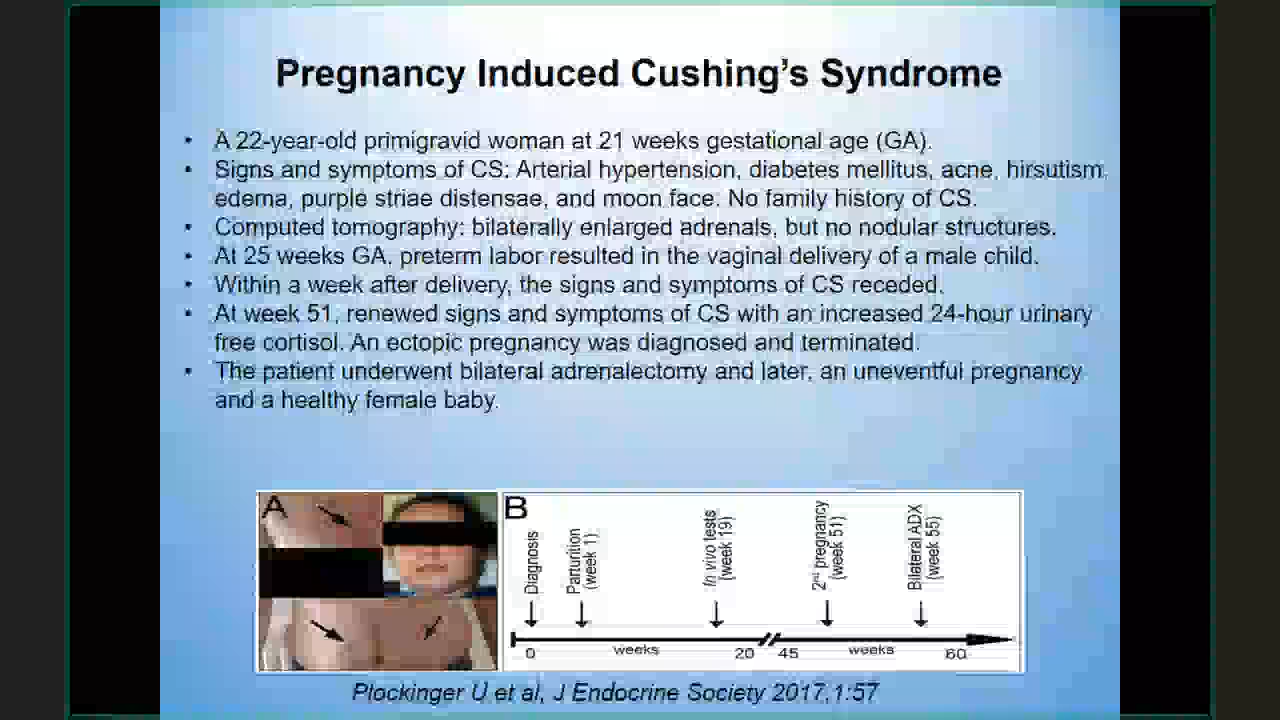 Pregnancy Induced Cushing's Syndrome
• A 22-year-old primigravid woman at 21 weeks gestational age (GA).
• Signs and symptoms of CS: Arterial hypertension, diabetes mellitus, acne, hirsutism
edema, purple striae distensae, and moon face. No family history of CS.
• Computed tomography: bilaterally enlarged adrenals, but no nodular structures.
• At 25 weeks GA, preterm labor resulted in the vaginal delivery of a male child.
• Within a week after delivery, the signs and symptoms of CS receded.
• At week 51, renewed signs and symptoms of CS with an increased 24-hour urinary
free cortisol. An ectopic pregnancy was diagnosed and terminated.
• The patient underwent bilateral adrenalectomy and later, an uneventful pregnancy
and a healthy female baby.
A
B
Diagnosis
Parturition
(week 1)
In vivo tests
(week 19)
2nd pregnancy
(week 51)
Bilateral ADX
(week 55)
0 weeks 20 45 weeks 60
Plockinger U et al, J Endocrine Society 2017,1:57